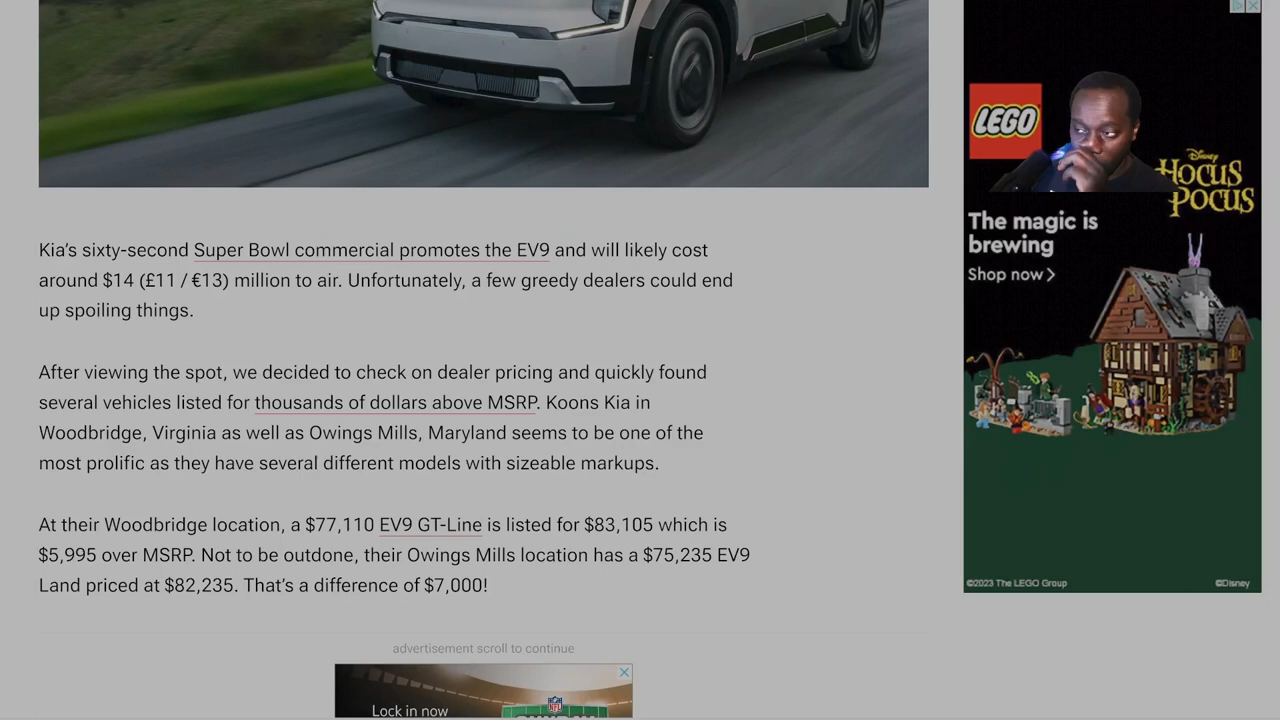 LEGO
Disney
HOCUS
POCUS
The magic is
brewing
Shop now >
©2023 The LEGO Group
©Disney
Kia's sixty-second Super Bowl commercial promotes the EV9 and will likely cost
around $14 (£11 / €13) million to air. Unfortunately, a few greedy dealers could end
up spoiling things.
After viewing the spot, we decided to check on dealer pricing and quickly found
several vehicles listed for thousands of dollars above MSRP. Koons Kia in
Woodbridge, Virginia as well as Owings Mills, Maryland seems to be one of the
most prolific as they have several different models with sizeable markups.
At their Woodbridge location, a $77,110 EV9 GT-Line is listed for $83,105 which is
$5,995 over MSRP. Not to be outdone, their Owings Mills location has a $75,235 EV9
Land priced at $82,235. That's a difference of $7,000!
advertisement scroll to continue
Lock in now
NFL